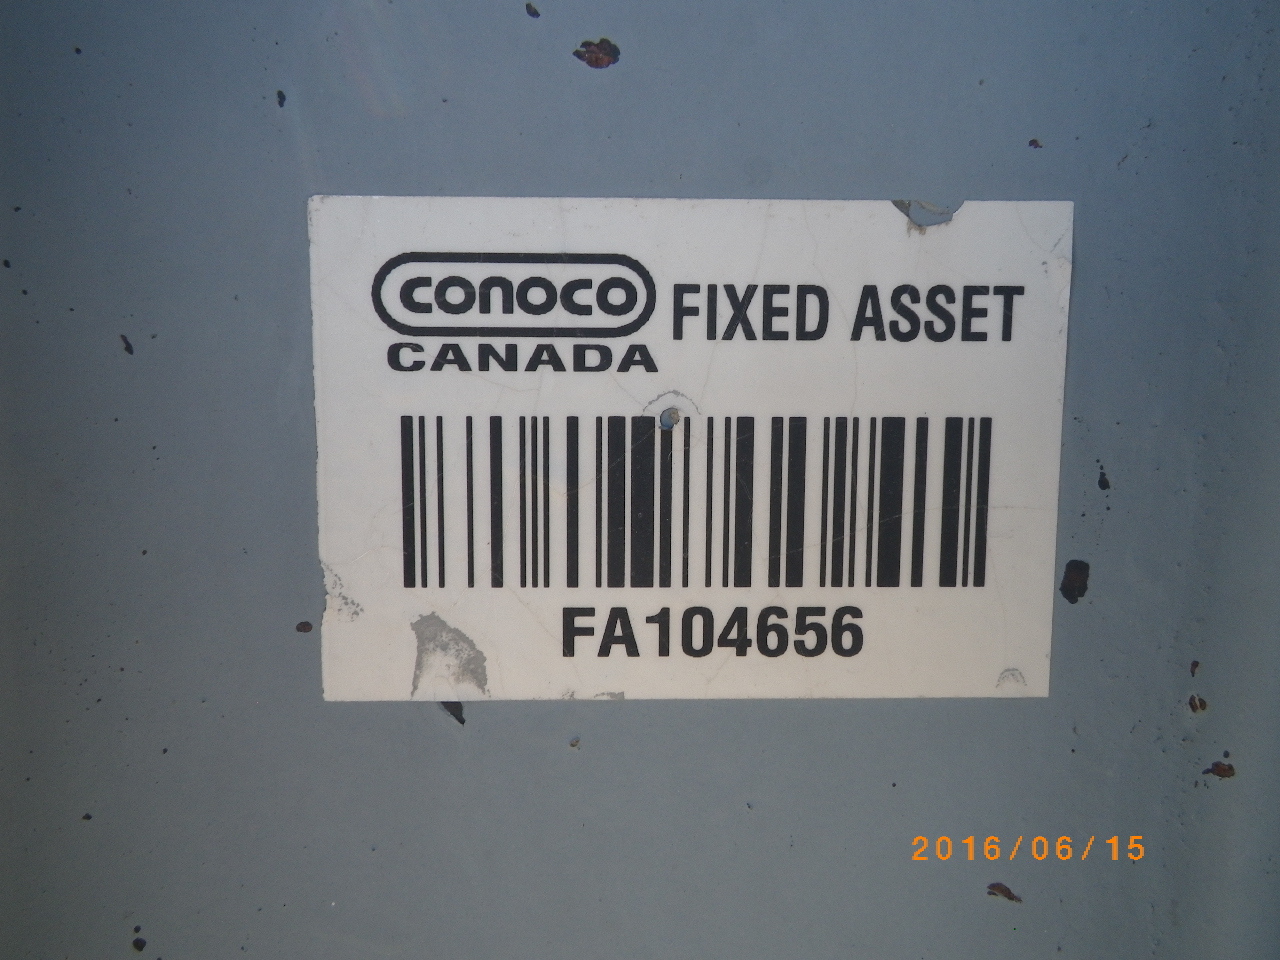 CONOCO FIXED ASSET
CANADA
FA104656
2016/06/15